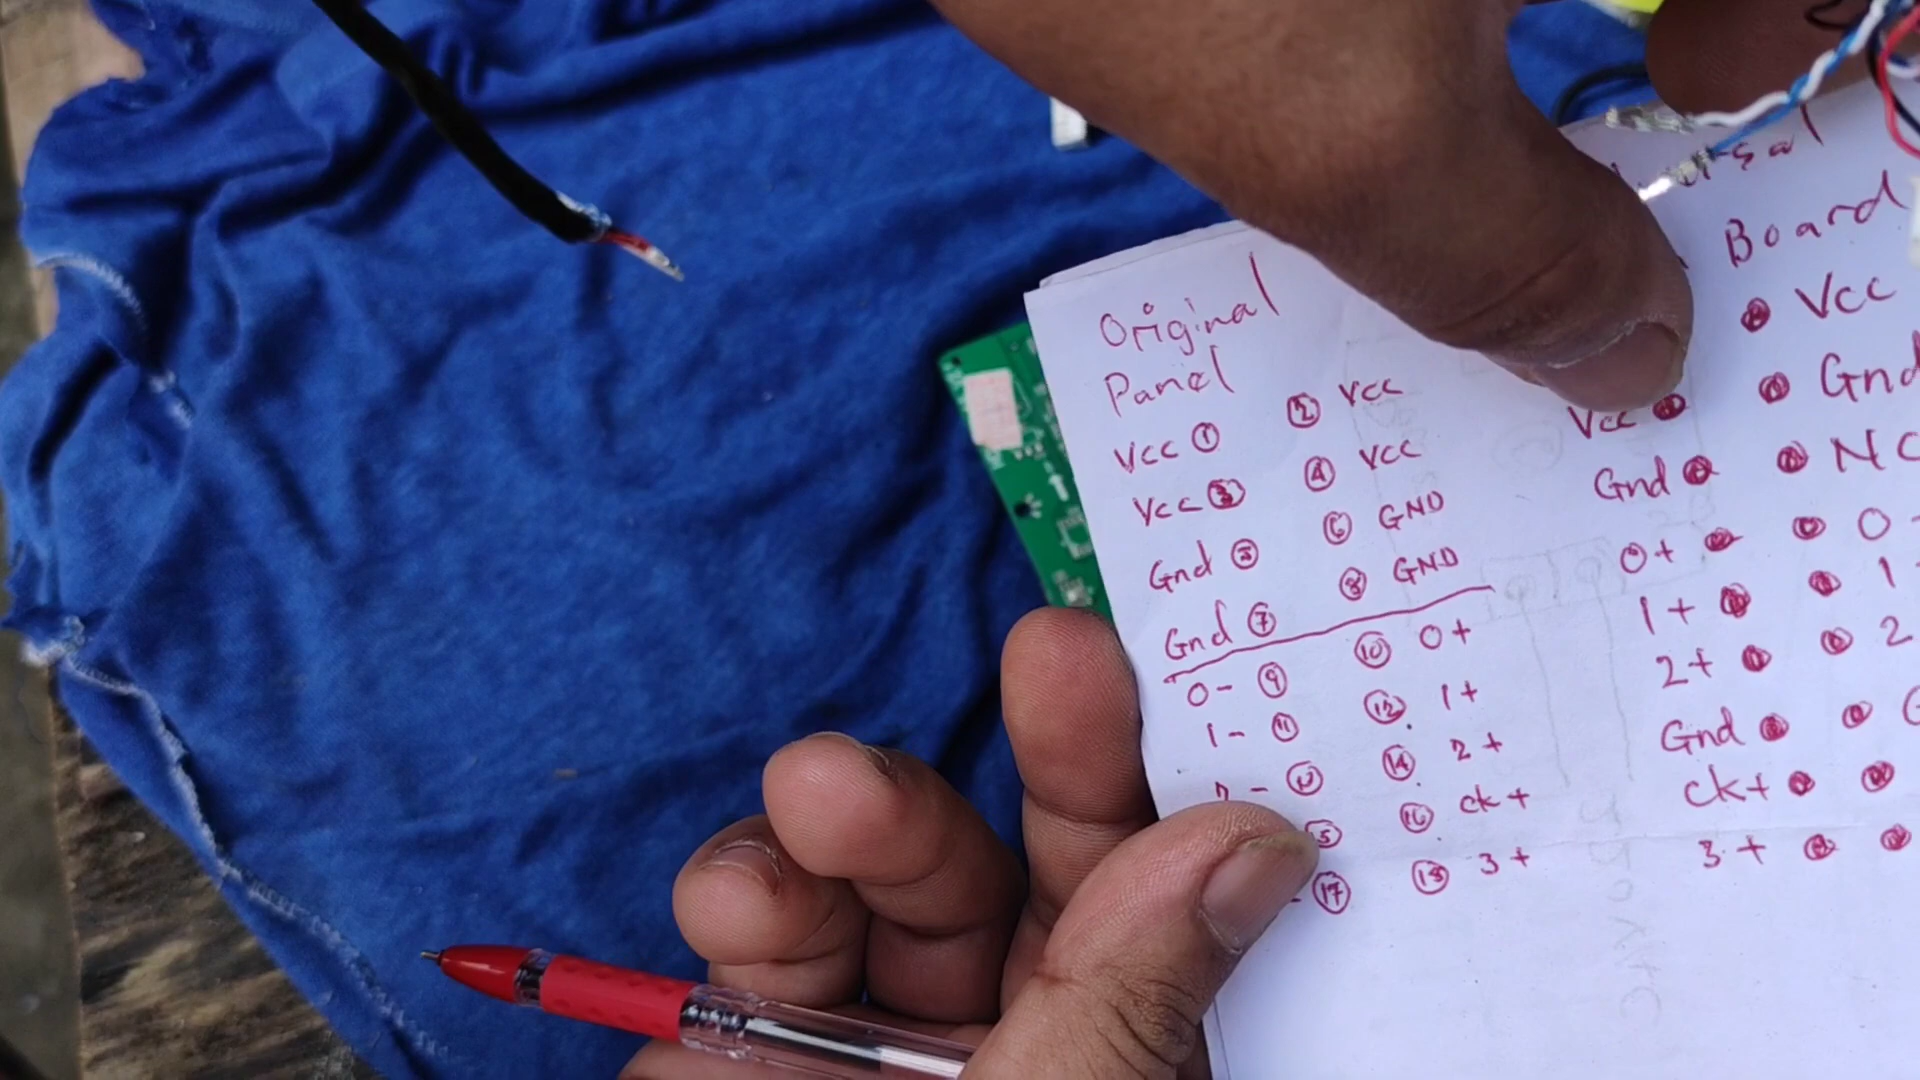 Original
Panel
Vcc ① ② Vcc
Vcc ③ ④ Vcc
Gnd ⑤ ⑥ GND
Gnd ⑦ ⑧ GND
0- ⑨ ⑩ 0+
1- ⑪ ⑫ 1+
⑭ 2+
⑯ ck+
⑰ ⑱ 3+
Board
Vcc
Vcc Gnd
Gnd NC
0+ 0-
1+ 1-
2+ 2
Gnd
ck+
3+